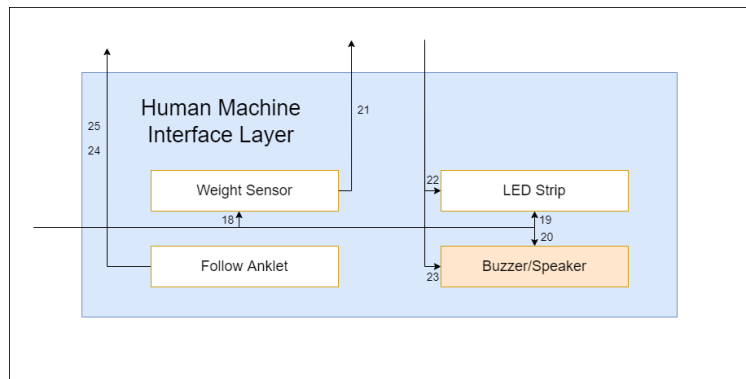 25
24
21
Human Machine
Interface Layer
Weight Sensor
22
LED Strip
18
19
20
Follow Anklet
23
Buzzer/Speaker